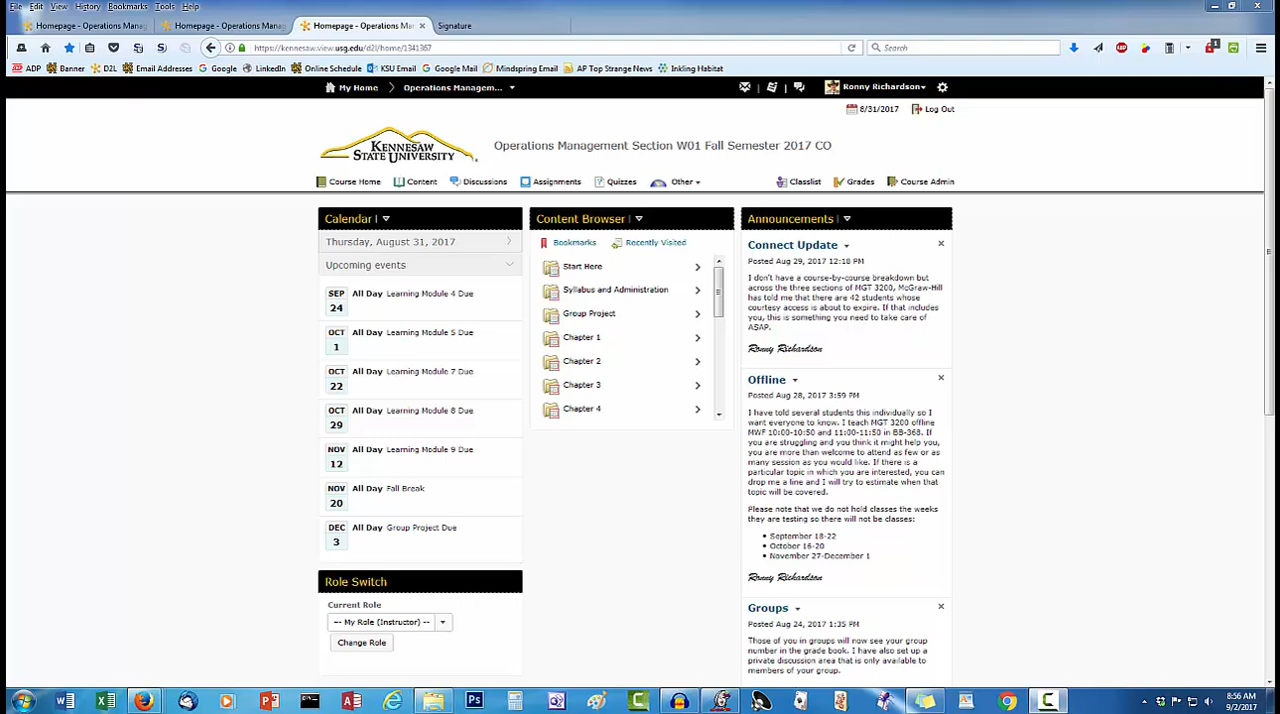 File Edit View History Bookmarks Tools Help
Homepage - Operations Mana
Homepage - Operations Mana
Homepage - Operations Man
Signature
https://kennesaw.view.usg.edu/d2l/home/1341367
Search
ADP Banner D2L Email Addresses Google LinkedIn Online Schedule KSU Email Google Mail Mindspring Email AP Top Strange News Inkling Habitat
My Home Operations Managem... Ronny Richardson
8/31/2017 Log Out
KENNESAW
STATE UNIVERSITY
Operations Management Section W01 Fall Semester 2017 CO
Course Home Content Discussions Assignments Quizzes Other Classlist Grades Course Admin
Calendar
Thursday, August 31, 2017
Upcoming events
SEP
24
All Day Learning Module 4 Due
OCT
1
All Day Learning Module 5 Due
OCT
22
All Day Learning Module 7 Due
OCT
29
All Day Learning Module 8 Due
NOV
12
All Day Learning Module 9 Due
NOV
20
All Day Fall Break
DEC
3
All Day Group Project Due
Role Switch
Current Role
-- My Role (Instructor) --
Change Role
Content Browser
Bookmarks Recently Visited
Start Here
Syllabus and Administration
Group Project
Chapter 1
Chapter 2
Chapter 3
Chapter 4
Announcements
Connect Update
Posted Aug 29, 2017 12:18 PM
I don't have a course-by-course breakdown but
across the three sections of MGT 3200, McGraw-Hill
has told me that there are 42 students whose
courtesy access is about to expire. If that includes
you, this is something you need to take care of
ASAP.
Ronny Richardson
Offline
Posted Aug 28, 2017 3:59 PM
I have told several students this individually so I
want everyone to know. I teach MGT 3200 offline
MWF 10:00-10:50 and 11:00-11:50 in BB-368. If
you are struggling and you think it might help you,
you are more than welcome to attend as few or as
many session as you would like. If there is a
particular topic in which you are interested, you can
drop me a line and I will try to estimate when that
topic will be covered.
Please note that we do not hold classes the weeks
they are testing so there will not be classes:
• September 18-22
• October 16-20
• November 27-December 1
Ronny Richardson
Groups
Posted Aug 24, 2017 1:35 PM
Those of you in groups will now see your group
number in the grade book. I have also set up a
private discussion area that is only available to
members of your group.
8:56 AM
9/2/2017